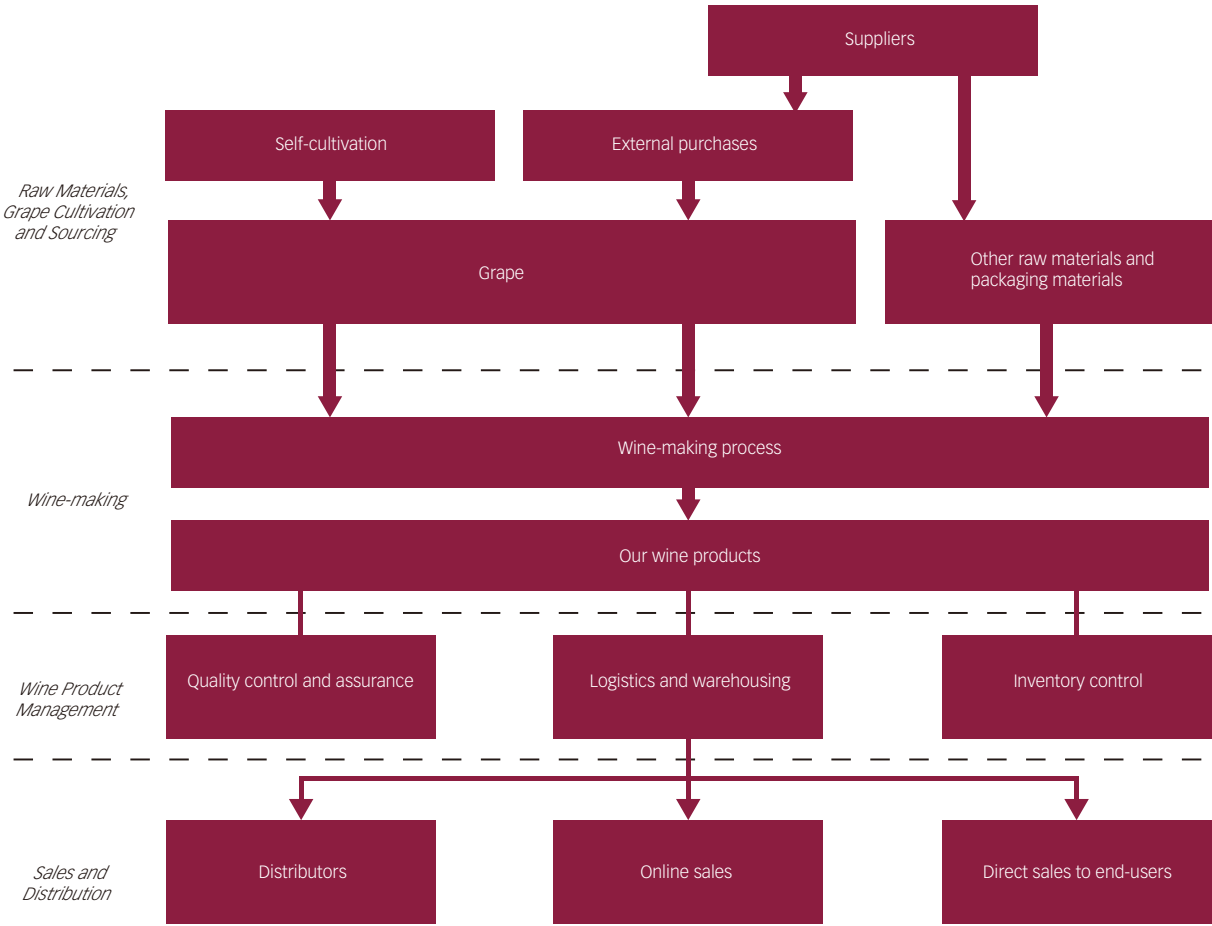 Suppliers
Self-cultivation
External purchases
Raw Materials,
Grape Cultivation
and Sourcing
Grape
Other raw materials and
packaging materials
Wine-making process
Wine-making
Our wine products
Wine Product
Management
Quality control and assurance
Logistics and warehousing
Inventory control
Sales and
Distribution
Distributors
Online sales
Direct sales to end-users